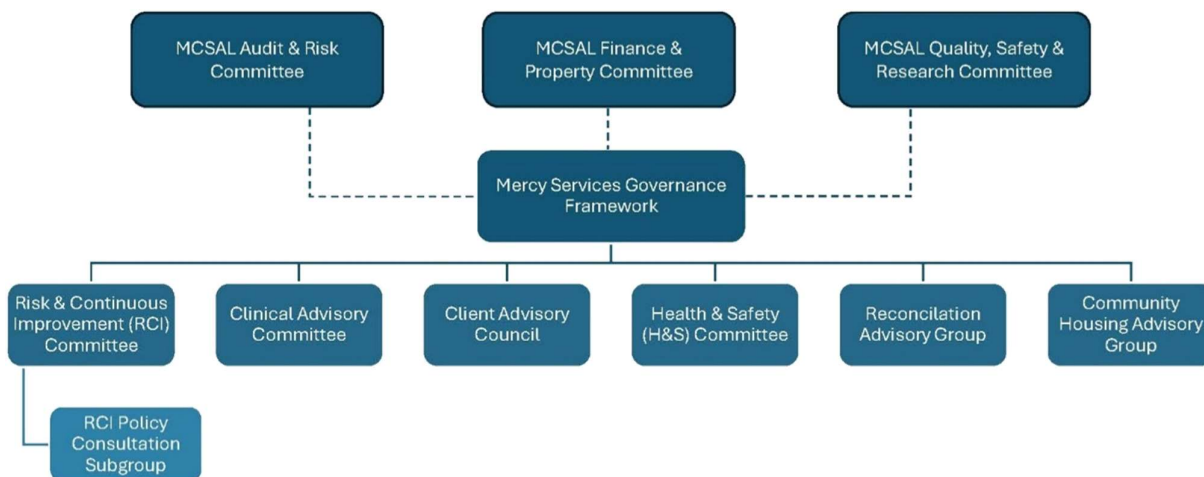 MCSAL Audit & Risk
Committee
MCSAL Finance &
Property Committee
MCSAL Quality, Safety &
Research Committee
Mercy Services Governance
Framework
Risk & Continuous
Improvement (RCI)
Committee
Clinical Advisory
Committee
Client Advisory
Council
Health & Safety
(H&S) Committee
Reconcilation
Advisory Group
Community
Housing Advisory
Group
RCI Policy
Consultation
Subgroup